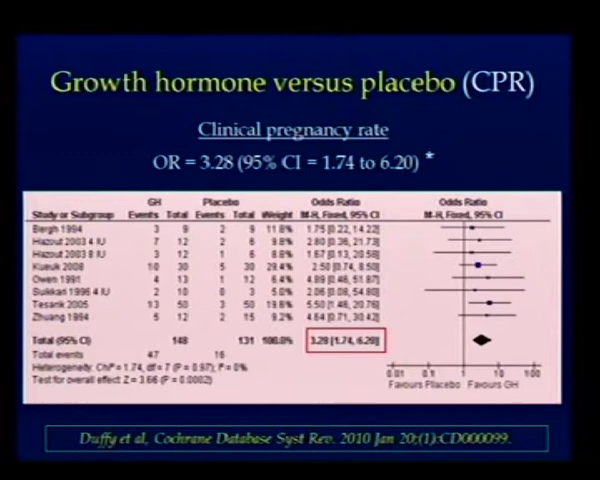 Growth hormone versus placebo (CPR)
Clinical pregnancy rate
OR = 3.28 (95% CI = 1.74 to 6.20) *
GH Placebo Odds Ratio Odds Ratio
Study or Subgroup Events Total Events Total Weight M-H, Fixed, 95% CI M-H, Fixed, 95% CI
Bergh 1994 3 9 2 9 11.8% 1.75 [0.22, 14.22]
Hazout 2003 4 IU 7 12 2 6 8.8% 2.80 [0.36, 21.73]
Hazout 2003 8 IU 3 12 1 6 8.8% 1.67 [0.13, 20.58]
Kucuk 2008 10 30 5 30 29.4% 2.50 [0.74, 8.50]
Owen 1991 4 13 1 12 6.4% 4.89 [0.46, 51.87]
Suikkari 1996 4 IU 2 10 0 3 2.06 [0.08, 54.80]
Tesarik 2005 13 50 3 50 19.6% 5.50 [1.46, 20.76]
Zhuang 1994 5 12 2 15 9.2% 4.64 [0.71, 30.42]
Total (95% CI) 148 131 100.0% 3.28 [1.74, 6.20]
Total events 47 16
Heterogeneity: Chi² = 1.74, df = 7 (P = 0.97); I² = 0%
Test for overall effect: Z = 3.66 (P = 0.0002)
0.01 0.1 1 10 100
Favours Placebo Favours GH
Duffy et al, Cochrane Database Syst Rev. 2010 Jan 20;(1):CD000099.